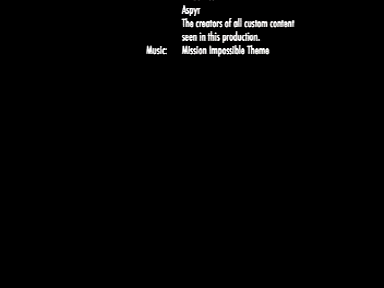 Aspyr
The creators of all custom content
seen in this production.
Music: Mission Impossible Theme